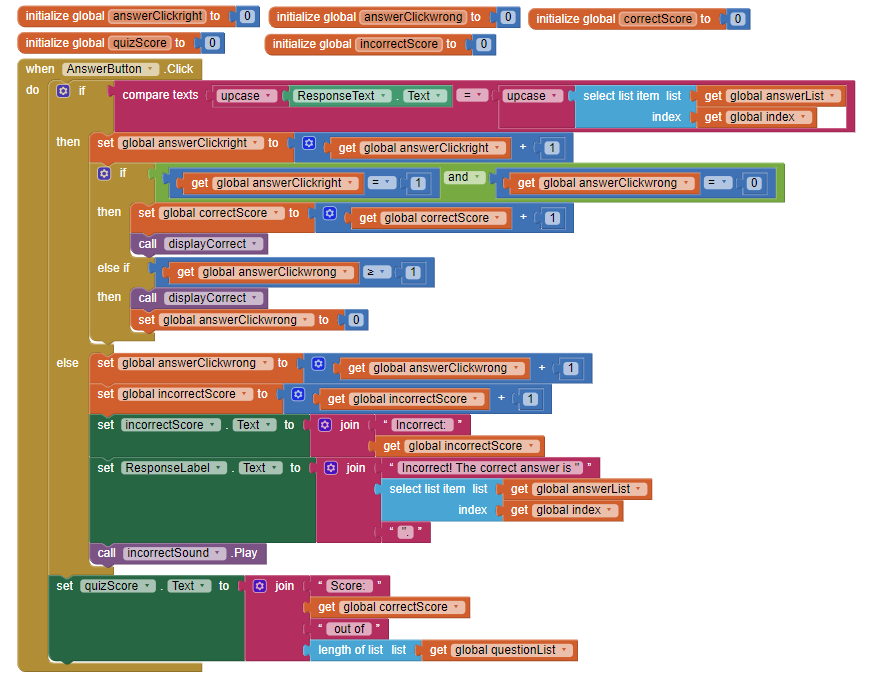 initialize global answerClickright to 0 initialize global answerClickwrong to 0 initialize global correctScore to 0
initialize global quizScore to 0 initialize global incorrectScore to 0
when AnswerButton .Click
do if compare texts upcase ResponseText . Text = upcase select list item list get global answerList
index get global index
then set global answerClickright to get global answerClickright + 1
if get global answerClickright = 1 and get global answerClickwrong = 0
then set global correctScore to get global correctScore + 1
call displayCorrect
else if get global answerClickwrong ≥ 1
then call displayCorrect
set global answerClickwrong to 0
else set global answerClickwrong to get global answerClickwrong + 1
set global incorrectScore to get global incorrectScore + 1
set incorrectScore . Text to join " Incorrect: "
get global incorrectScore
set ResponseLabel . Text to join " Incorrect! The correct answer is " "
select list item list get global answerList
index get global index
" ". "
call incorrectSound .Play
set quizScore . Text to join " Score: "
get global correctScore
" out of "
length of list list get global questionList